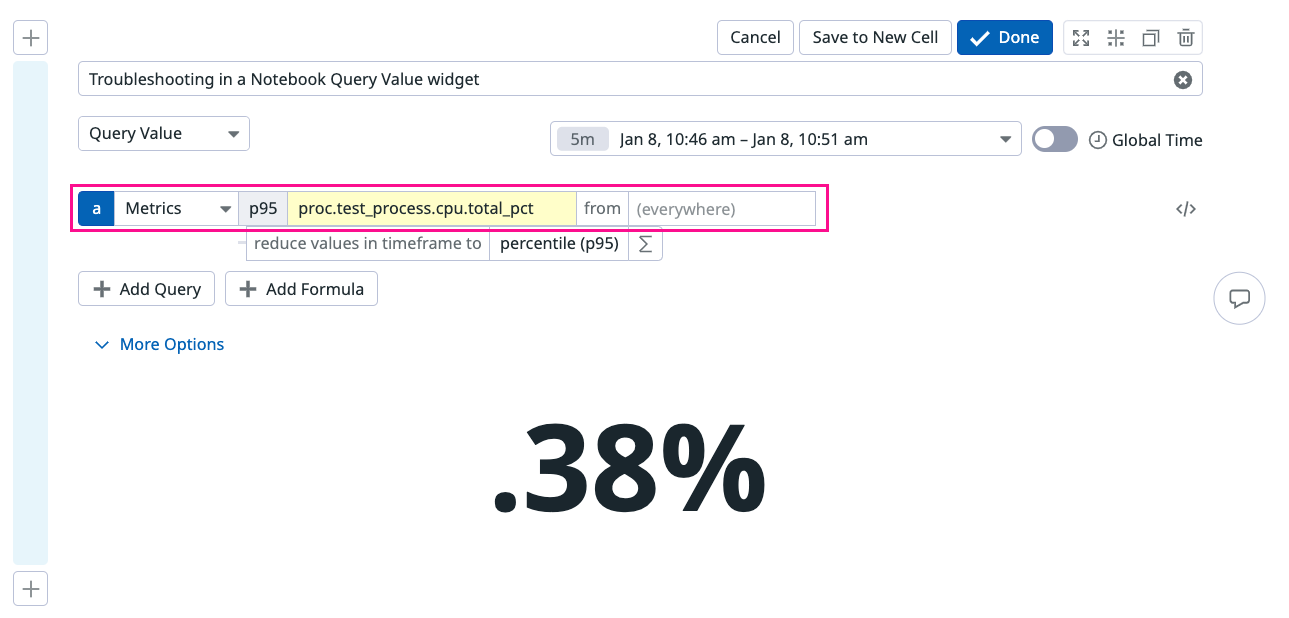 Cancel Save to New Cell Done
Troubleshooting in a Notebook Query Value widget
Query Value 5m Jan 8, 10:46 am – Jan 8, 10:51 am Global Time
a Metrics p95 proc.test_process.cpu.total_pct from (everywhere) </>
reduce values in timeframe to percentile (p95) Σ
Add Query Add Formula
More Options
.38%